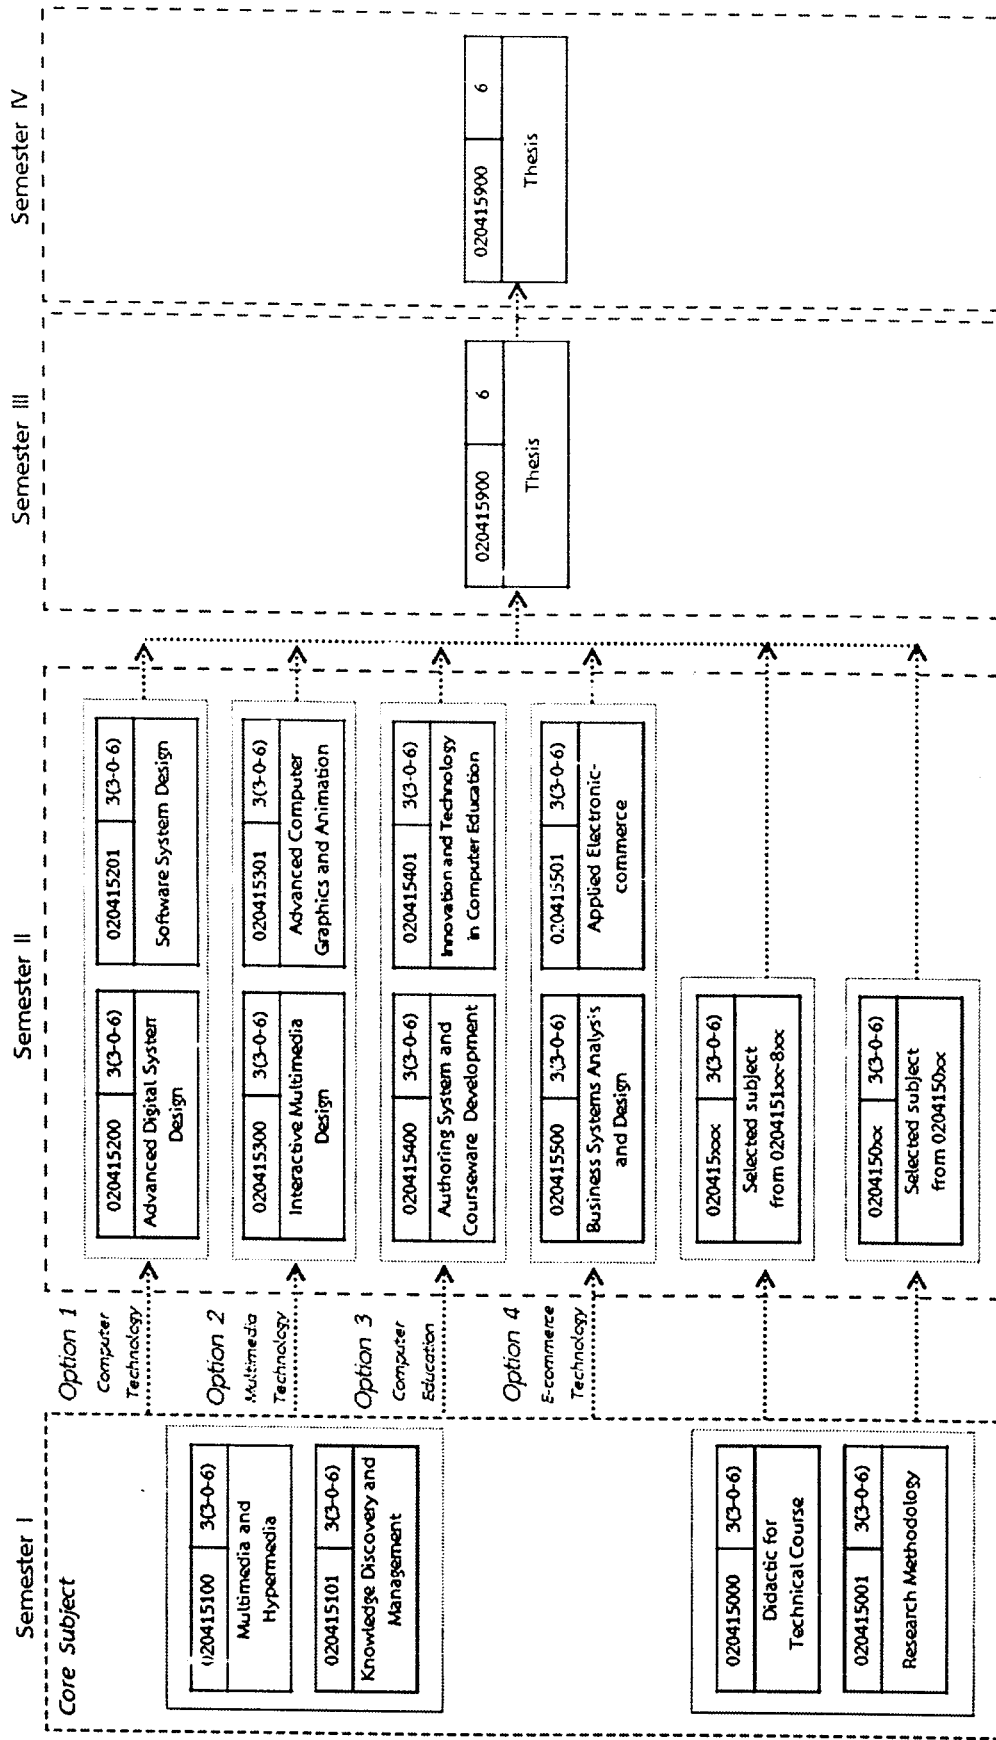 Semester I
Core Subject
020415100 3(3-0-6)
Multimedia and
Hypermedia
020415101 3(3-0-6)
Knowledge Discovery and
Management
020415000 3(3-0-6)
Didactic for
Technical Course
020415001 3(3-0-6)
Research Methodology
Option 1
Computer
Technology
Option 2
Multimedia
Technology
Option 3
Computer
Education
Option 4
E-commerce
Technology
Semester II
020415200 3(3-0-6)
Advanced Digital System
Design
020415201 3(3-0-6)
Software System Design
020415300 3(3-0-6)
Interactive Multimedia
Design
020415301 3(3-0-6)
Advanced Computer
Graphics and Animation
020415400 3(3-0-6)
Authoring System and
Courseware Development
020415401 3(3-0-6)
Innovation and Technology
in Computer Education
020415500 3(3-0-6)
Business Systems Analysis
and Design
020415501 3(3-0-6)
Applied Electronic-
commerce
020415xxx 3(3-0-6)
Selected subject
from 0204151xx-8xx
0204150xx 3(3-0-6)
Selected subject
from 0204150xx
Semester III
020415900 6
Thesis
Semester IV
020415900 6
Thesis